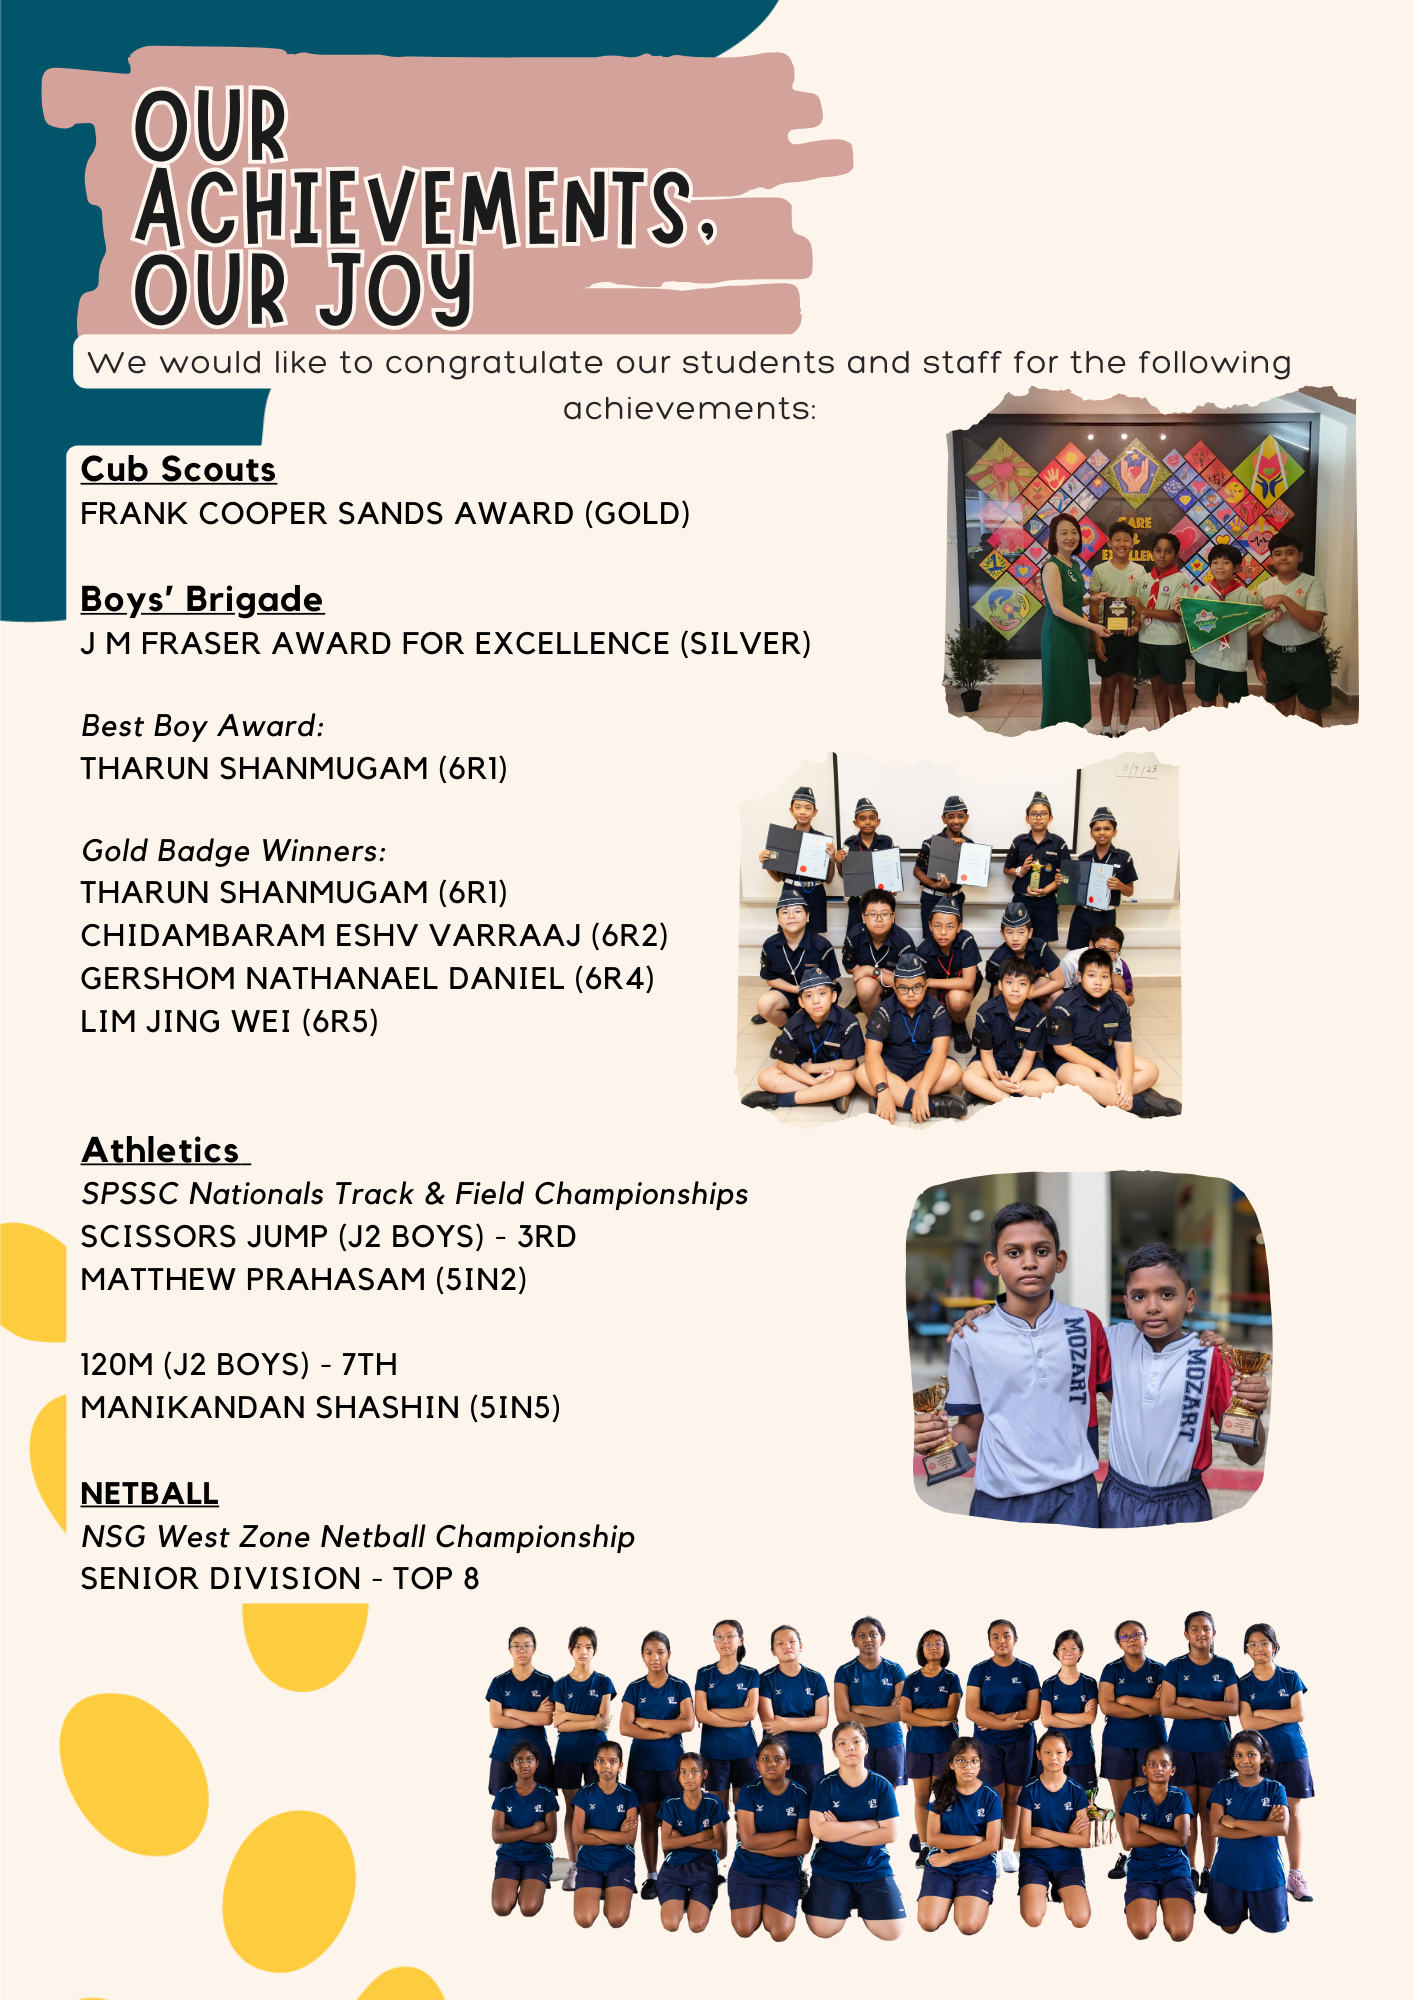 OUR
ACHIEVEMENTS,
OUR JOY
We would like to congratulate our students and staff for the following
achievements:
Cub Scouts
FRANK COOPER SANDS AWARD (GOLD)
Boys’ Brigade
J M FRASER AWARD FOR EXCELLENCE (SILVER)
Best Boy Award:
THARUN SHANMUGAM (6R1)
Gold Badge Winners:
THARUN SHANMUGAM (6R1)
CHIDAMBARAM ESHV VARRAAJ (6R2)
GERSHOM NATHANAEL DANIEL (6R4)
LIM JING WEI (6R5)
Athletics
SPSSC Nationals Track & Field Championships
SCISSORS JUMP (J2 BOYS) - 3RD
MATTHEW PRAHASAM (5IN2)
120M (J2 BOYS) - 7TH
MANIKANDAN SHASHIN (5IN5)
NETBALL
NSG West Zone Netball Championship
SENIOR DIVISION - TOP 8
CARE
&
MOZART
MOZART